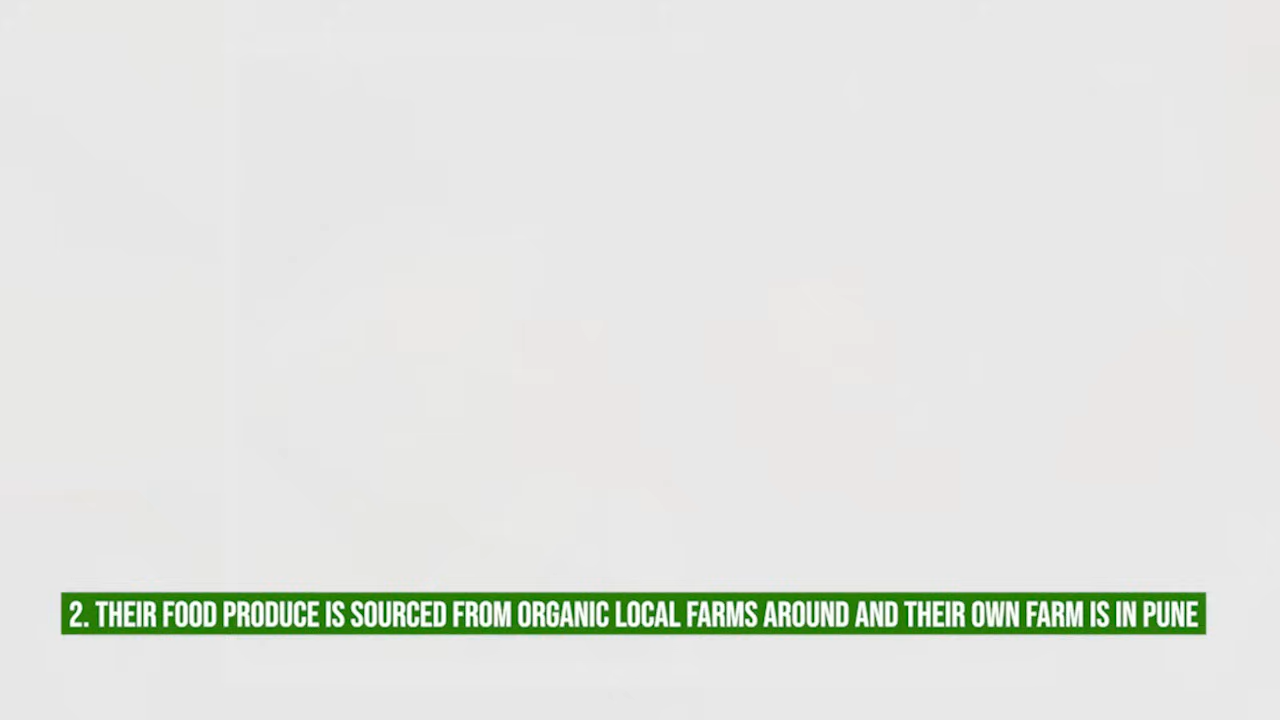 2. THEIR FOOD PRODUCE IS SOURCED FROM ORGANIC LOCAL FARMS AROUND AND THEIR OWN FARM IS IN PUNE